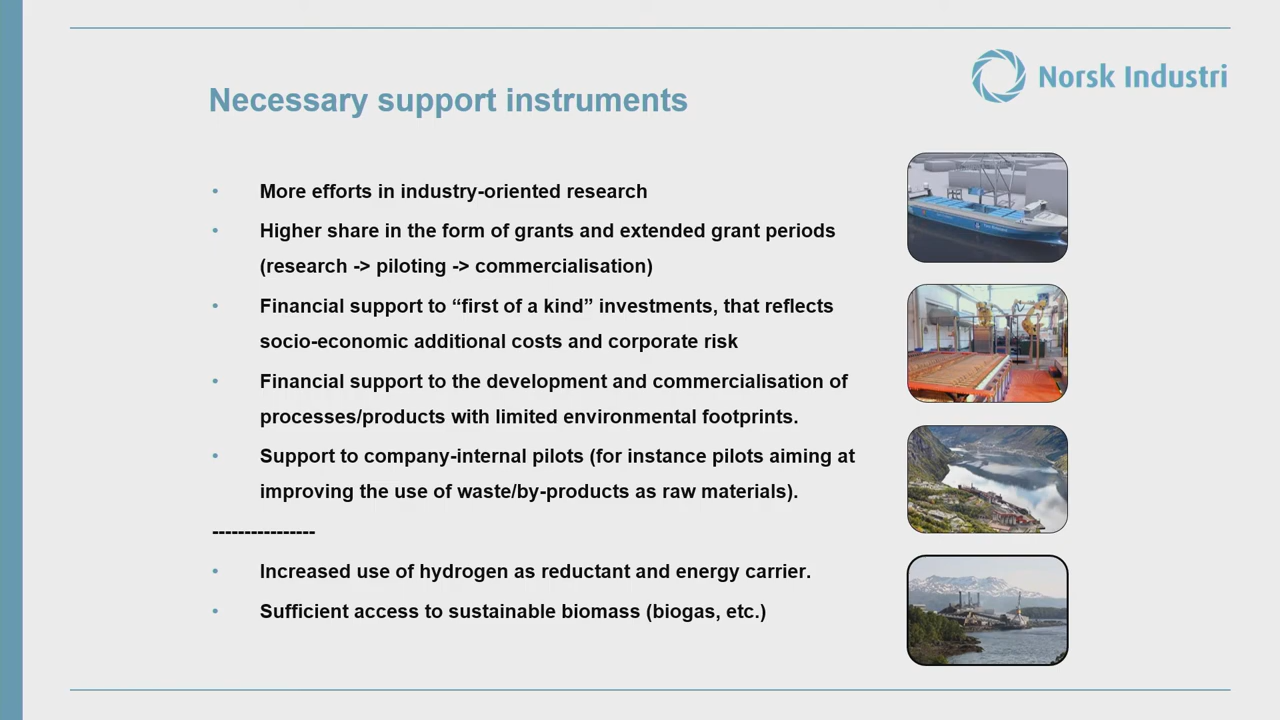 Norsk Industri
Necessary support instruments
• More efforts in industry-oriented research
• Higher share in the form of grants and extended grant periods
(research -> piloting -> commercialisation)
• Financial support to “first of a kind” investments, that reflects
socio-economic additional costs and corporate risk
• Financial support to the development and commercialisation of
processes/products with limited environmental footprints.
• Support to company-internal pilots (for instance pilots aiming at
improving the use of waste/by-products as raw materials).
----------------
• Increased use of hydrogen as reductant and energy carrier.
• Sufficient access to sustainable biomass (biogas, etc.)